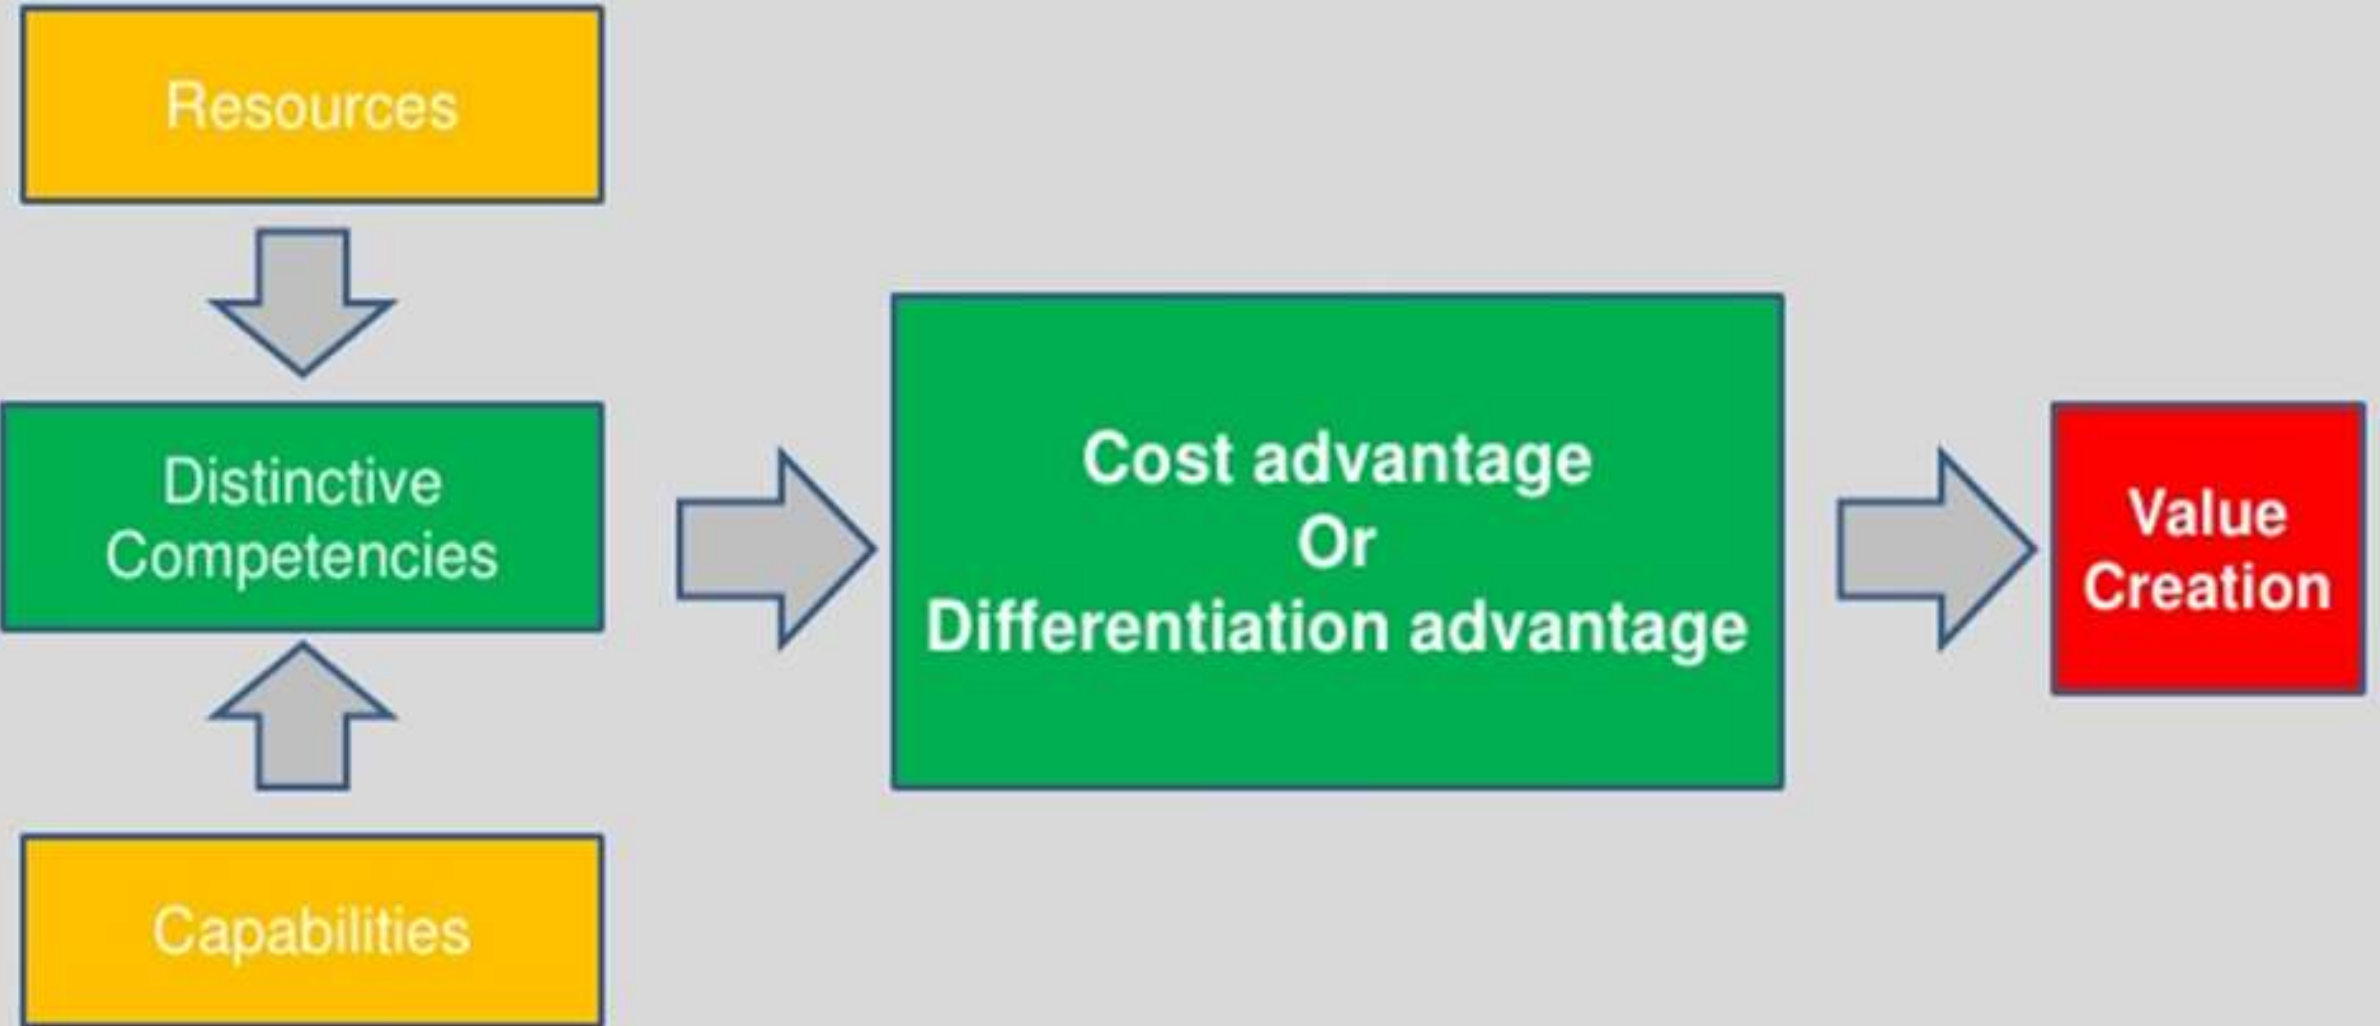 Resources
Distinctive
Competencies
Capabilities
Cost advantage
Or
Differentiation advantage
Value
Creation